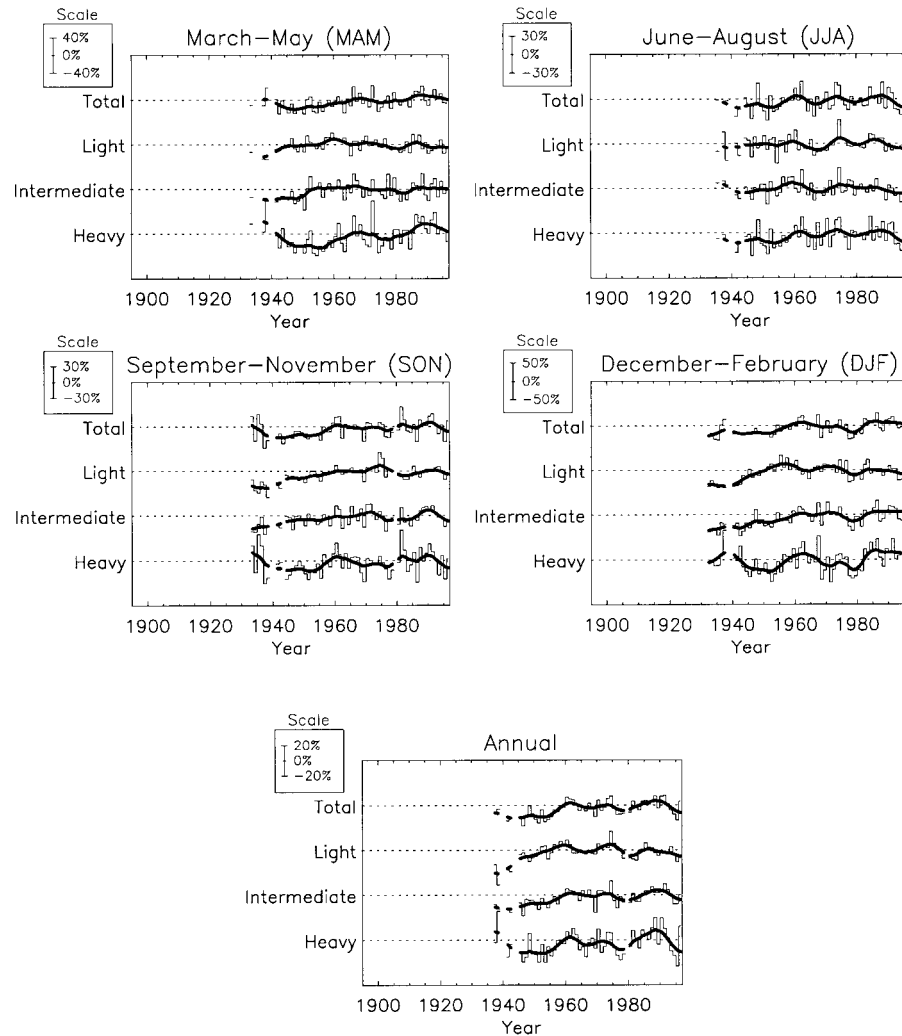 Scale
40%
0%
-40%
March-May (MAM)
Total
Light
Intermediate
Heavy
1900 1920 1940 1960 1980
Year
Scale
30%
0%
-30%
June-August (JJA)
Total
Light
Intermediate
Heavy
1900 1920 1940 1960 1980
Year
Scale
30%
0%
-30%
September-November (SON)
Total
Light
Intermediate
Heavy
1900 1920 1940 1960 1980
Year
Scale
50%
0%
-50%
December-February (DJF)
Total
Light
Intermediate
Heavy
1900 1920 1940 1960 1980
Year
Scale
20%
0%
-20%
Annual
Total
Light
Intermediate
Heavy
1900 1920 1940 1960 1980
Year